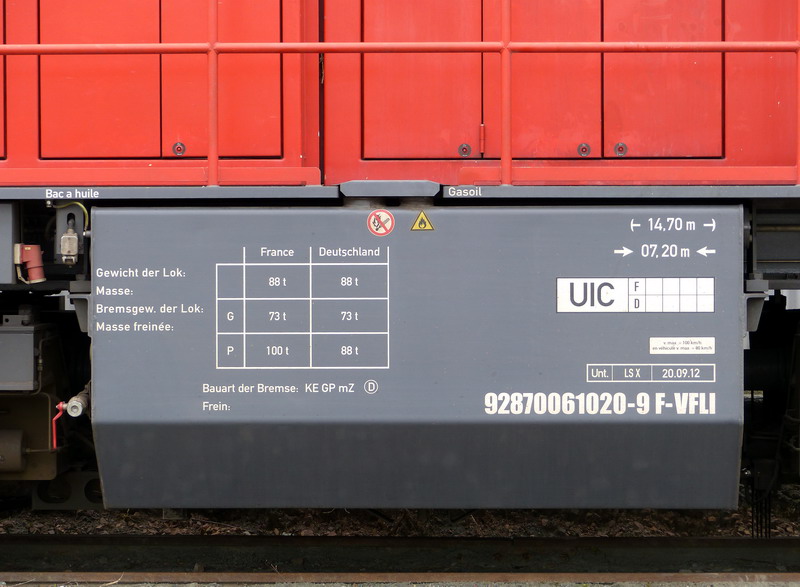 Bac a huile
Gasoil
14,70 m
France Deutschland
07,20 m
Gewicht der Lok:
Masse:
88 t 88 t
UIC F
D
Bremsgew. der Lok:
Masse freinée:
G 73 t 73 t
P 100 t 88 t
Unt. LS X 20.09.12
Bauart der Bremse: KE GP mZ D
Frein:
92870061020-9 F-VFLI